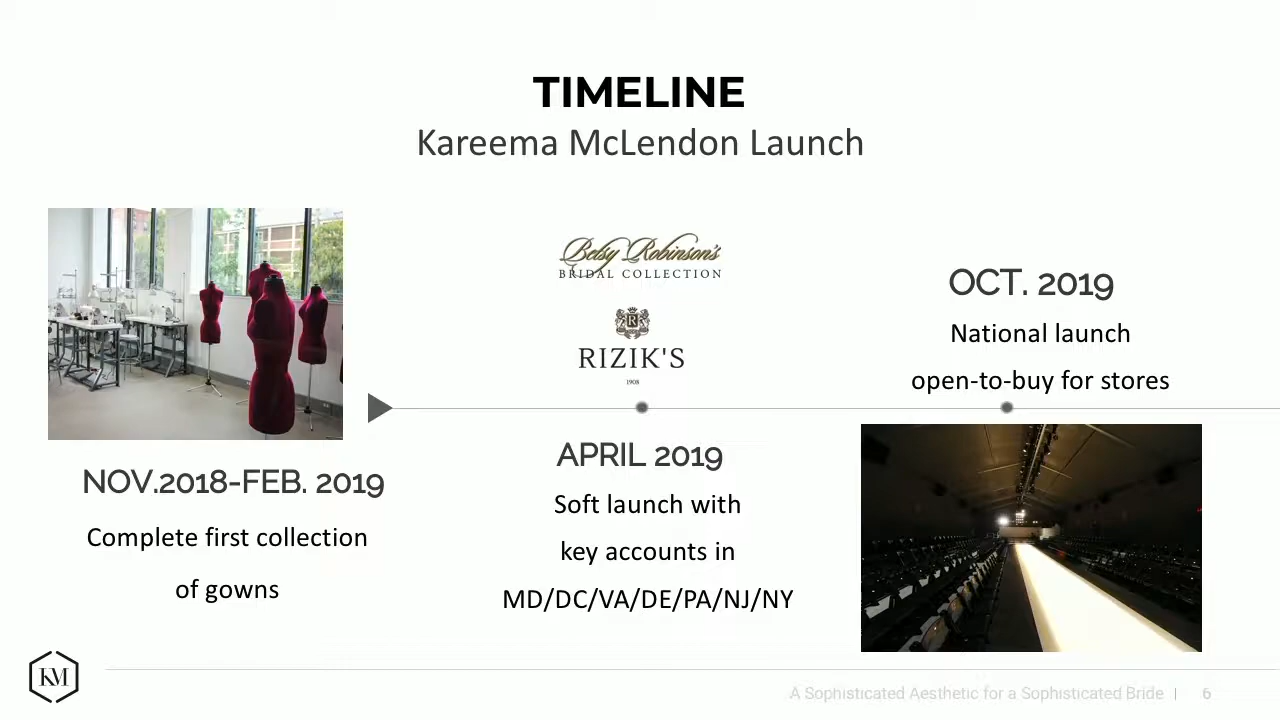 TIMELINE
Kareema McLendon Launch
Betsy Robinson's
BRIDAL COLLECTION
R
RIZIK'S
1908
OCT. 2019
National launch
open-to-buy for stores
NOV.2018-FEB. 2019
Complete first collection
of gowns
APRIL 2019
Soft launch with
key accounts in
MD/DC/VA/DE/PA/NJ/NY
KM
A Sophisticated Aesthetic for a Sophisticated Bride | 6